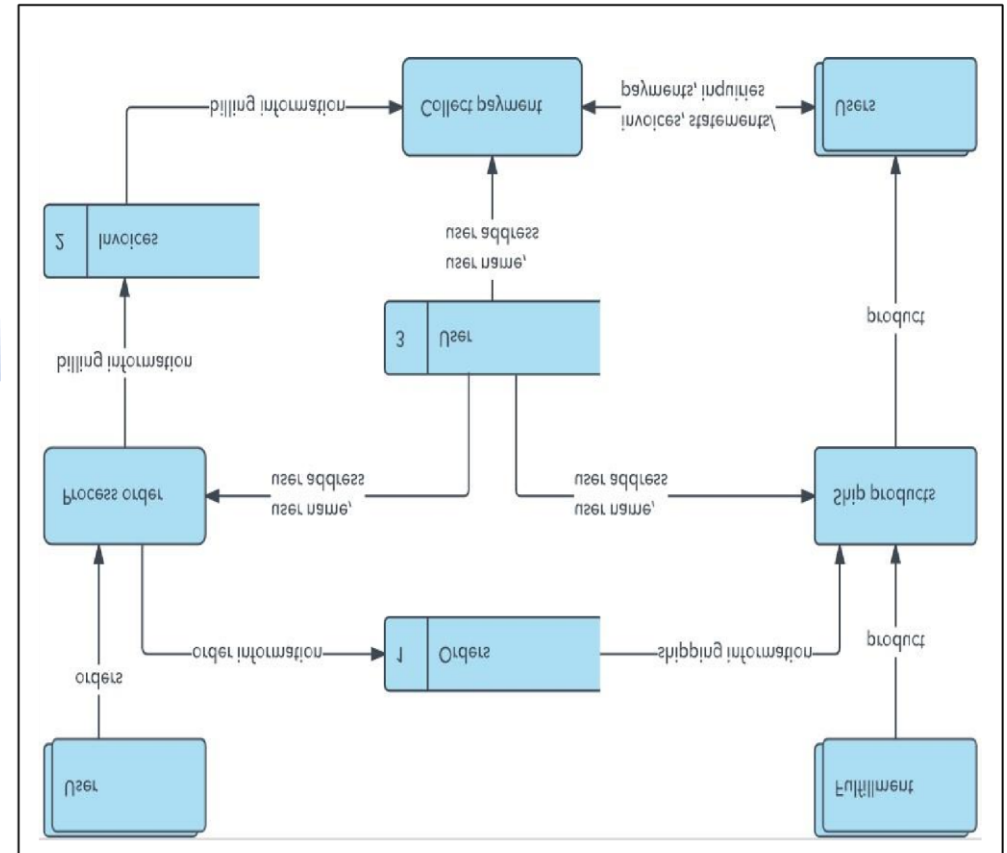 User
Fulfillment
orders
order information
1 Orders
shipping information
product
user name,
user address
user name,
user address
Process order
Ship products
billing information
3 User
product
user name,
user address
2 Invoices
billing information
Collect payment
invoices, statements/
payments, inquiries
Users